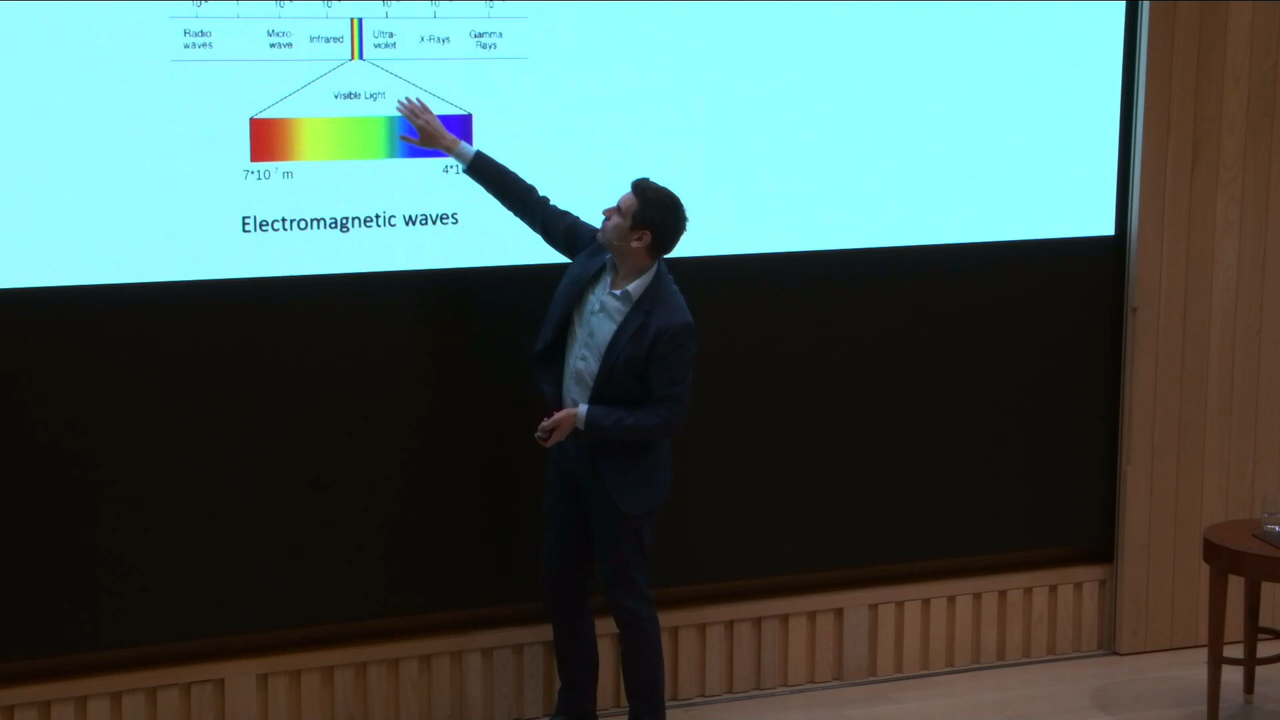 Radio waves
Micro-wave
Infrared
Ultra-violet
X-Rays
Gamma Rays
Visible Light
7*10⁻⁷ m
4*1
Electromagnetic waves